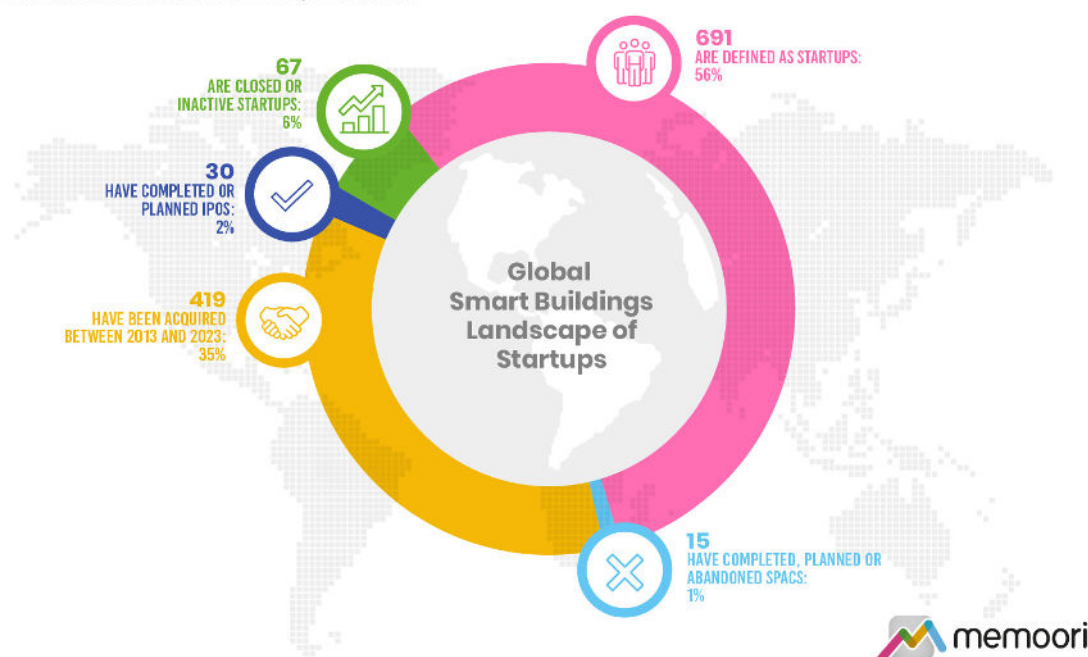 691
ARE DEFINED AS STARTUPS:
56%
67
ARE CLOSED OR
INACTIVE STARTUPS:
6%
30
HAVE COMPLETED OR
PLANNED IPOS:
2%
419
HAVE BEEN ACQUIRED
BETWEEN 2013 AND 2023:
35%
Global
Smart Buildings
Landscape of
Startups
15
HAVE COMPLETED, PLANNED OR
ABANDONED SPACS:
1%
memoori